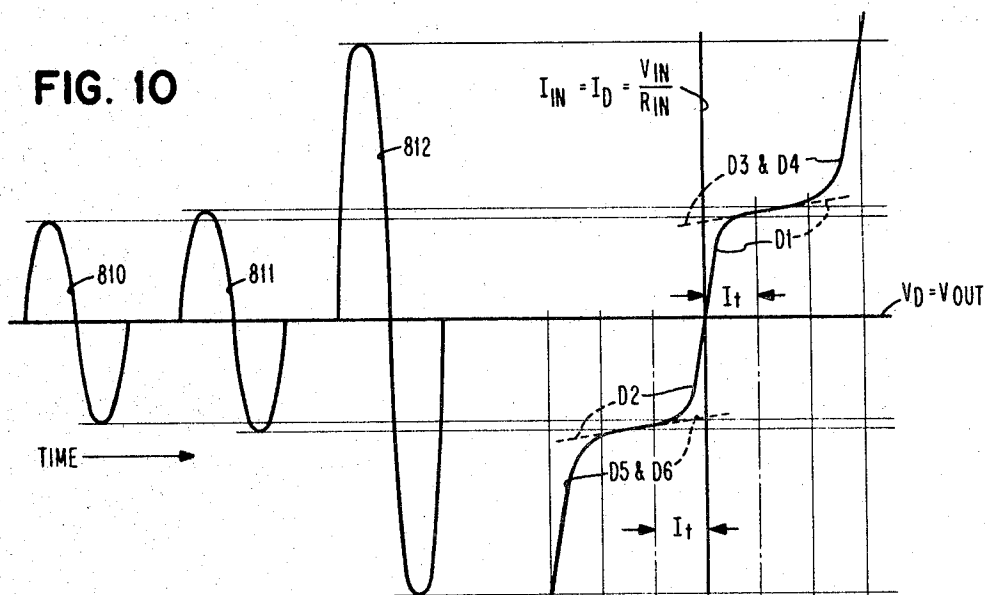 FIG. 10
I_IN = I_D = V_IN / R_IN
812
D3 & D4
810
811
D1
I_t
V_D = V_OUT
D2
TIME
D5 & D6
I_t